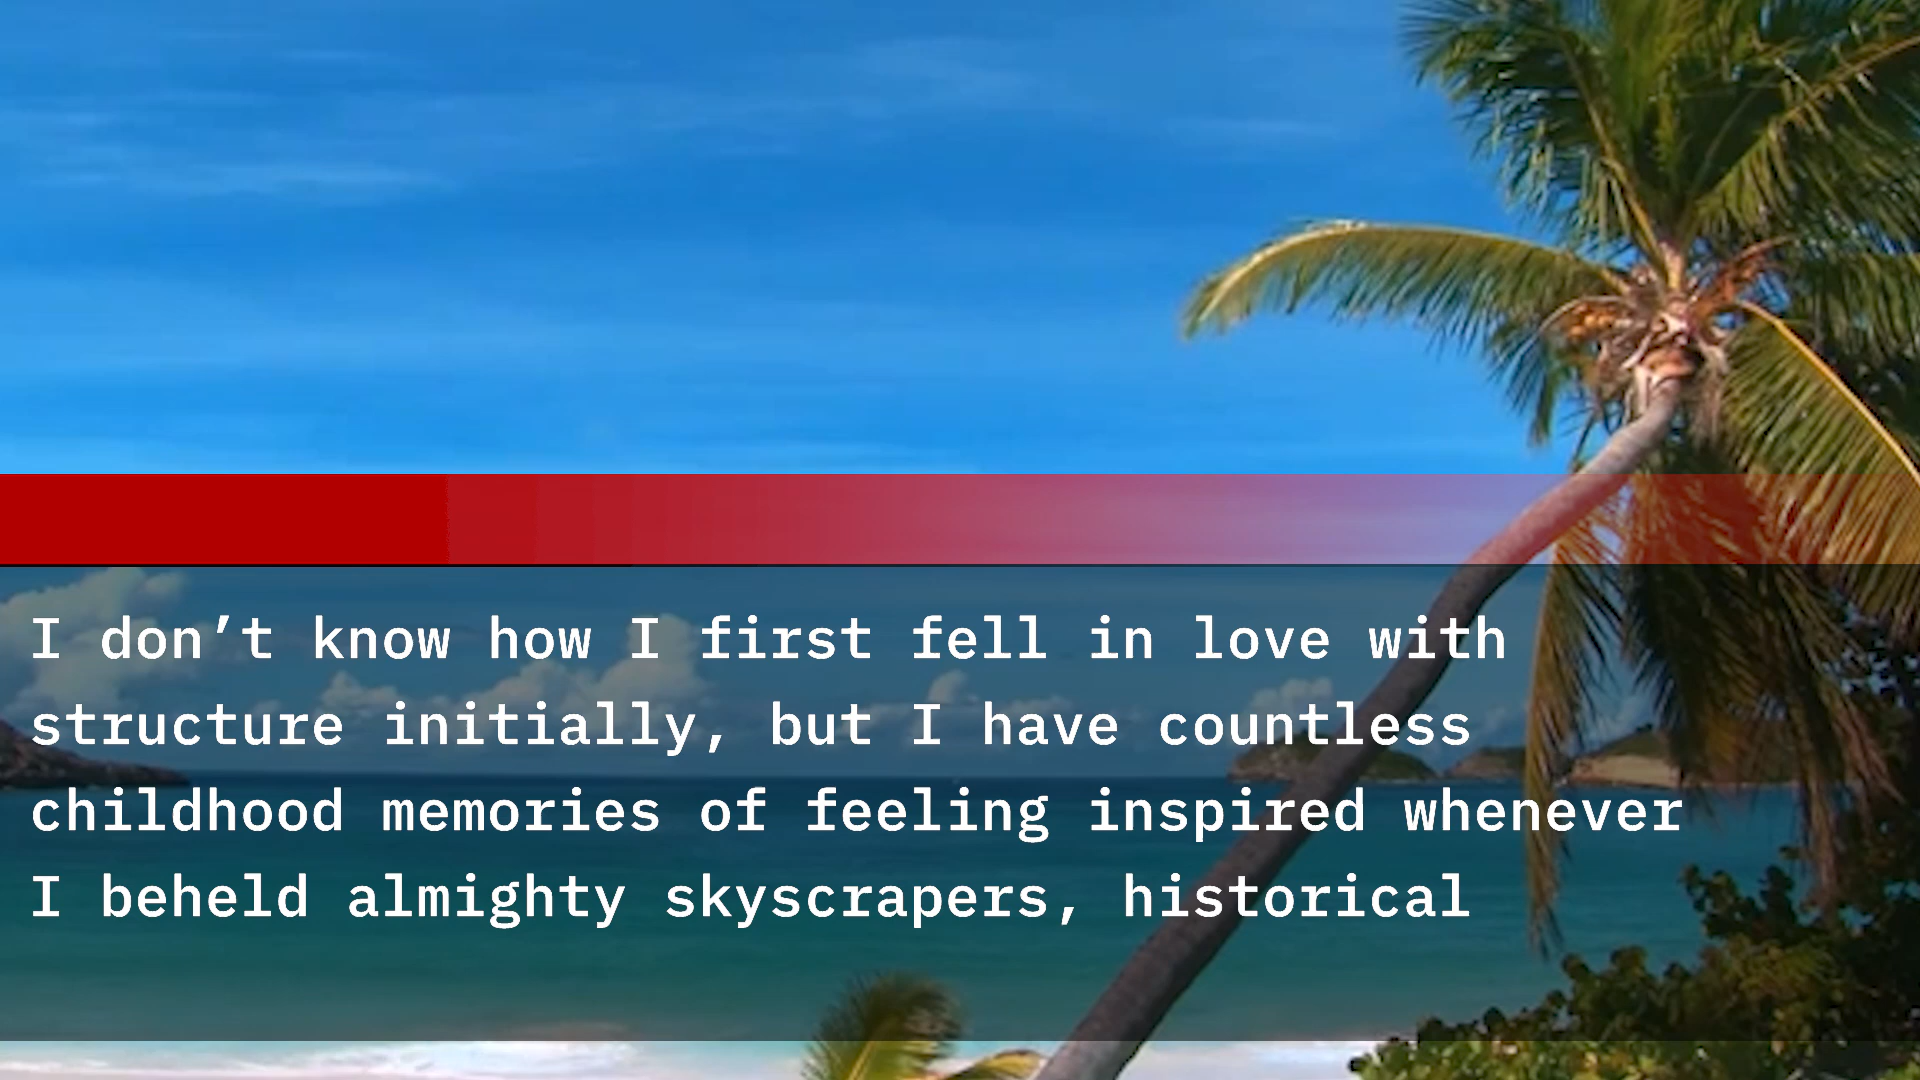 I don’t know how I first fell in love with
structure initially, but I have countless
childhood memories of feeling inspired whenever
I beheld almighty skyscrapers, historical